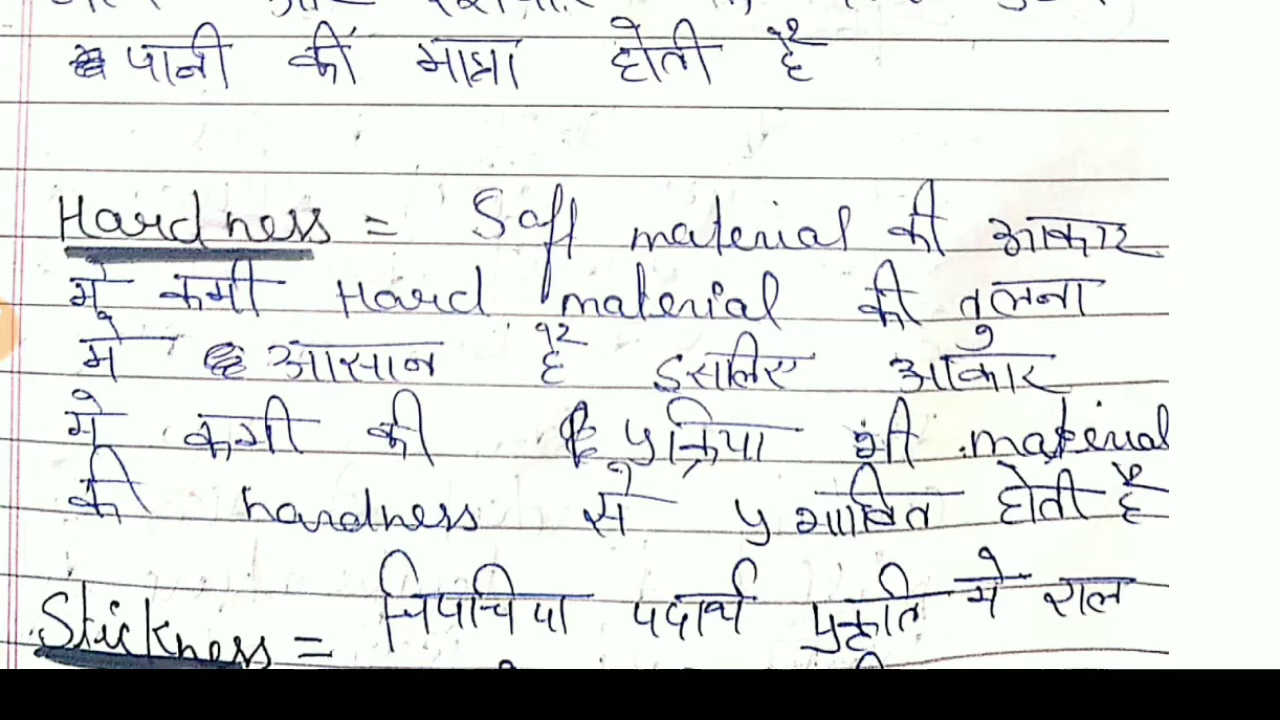 पानी की मात्रा होती है
Hardness = Soft material की आकार
में कमी Hard material की तुलना
में आसान है इसलिए आकार
में कमी की प्रक्रिया भी material
की hardness से प्रभावित होती है
Stickness = चिपचिपा पदार्थ प्रकृति में राल